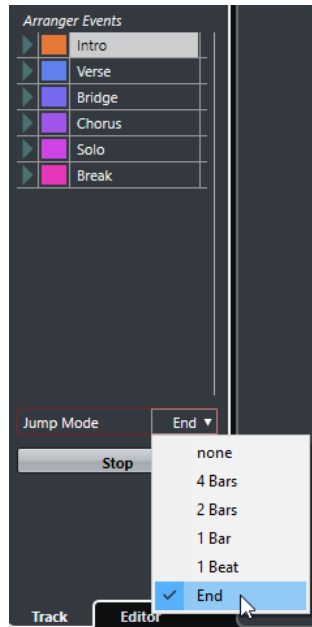 Arranger Events
Intro
Verse
Bridge
Chorus
Solo
Break
Jump Mode End
Stop
none
4 Bars
2 Bars
1 Bar
1 Beat
End
Track Editor